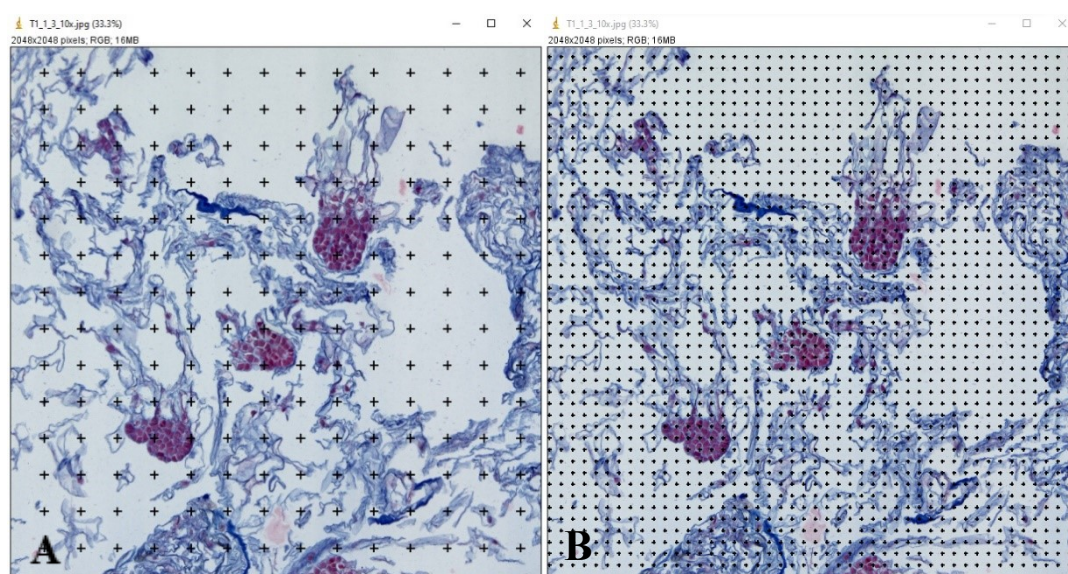 T1_1_3_10x.jpg (33.3%)
2048x2048 pixels; RGB; 16MB
A
T1_1_3_10x.jpg (33.3%)
2048x2048 pixels; RGB; 16MB
B